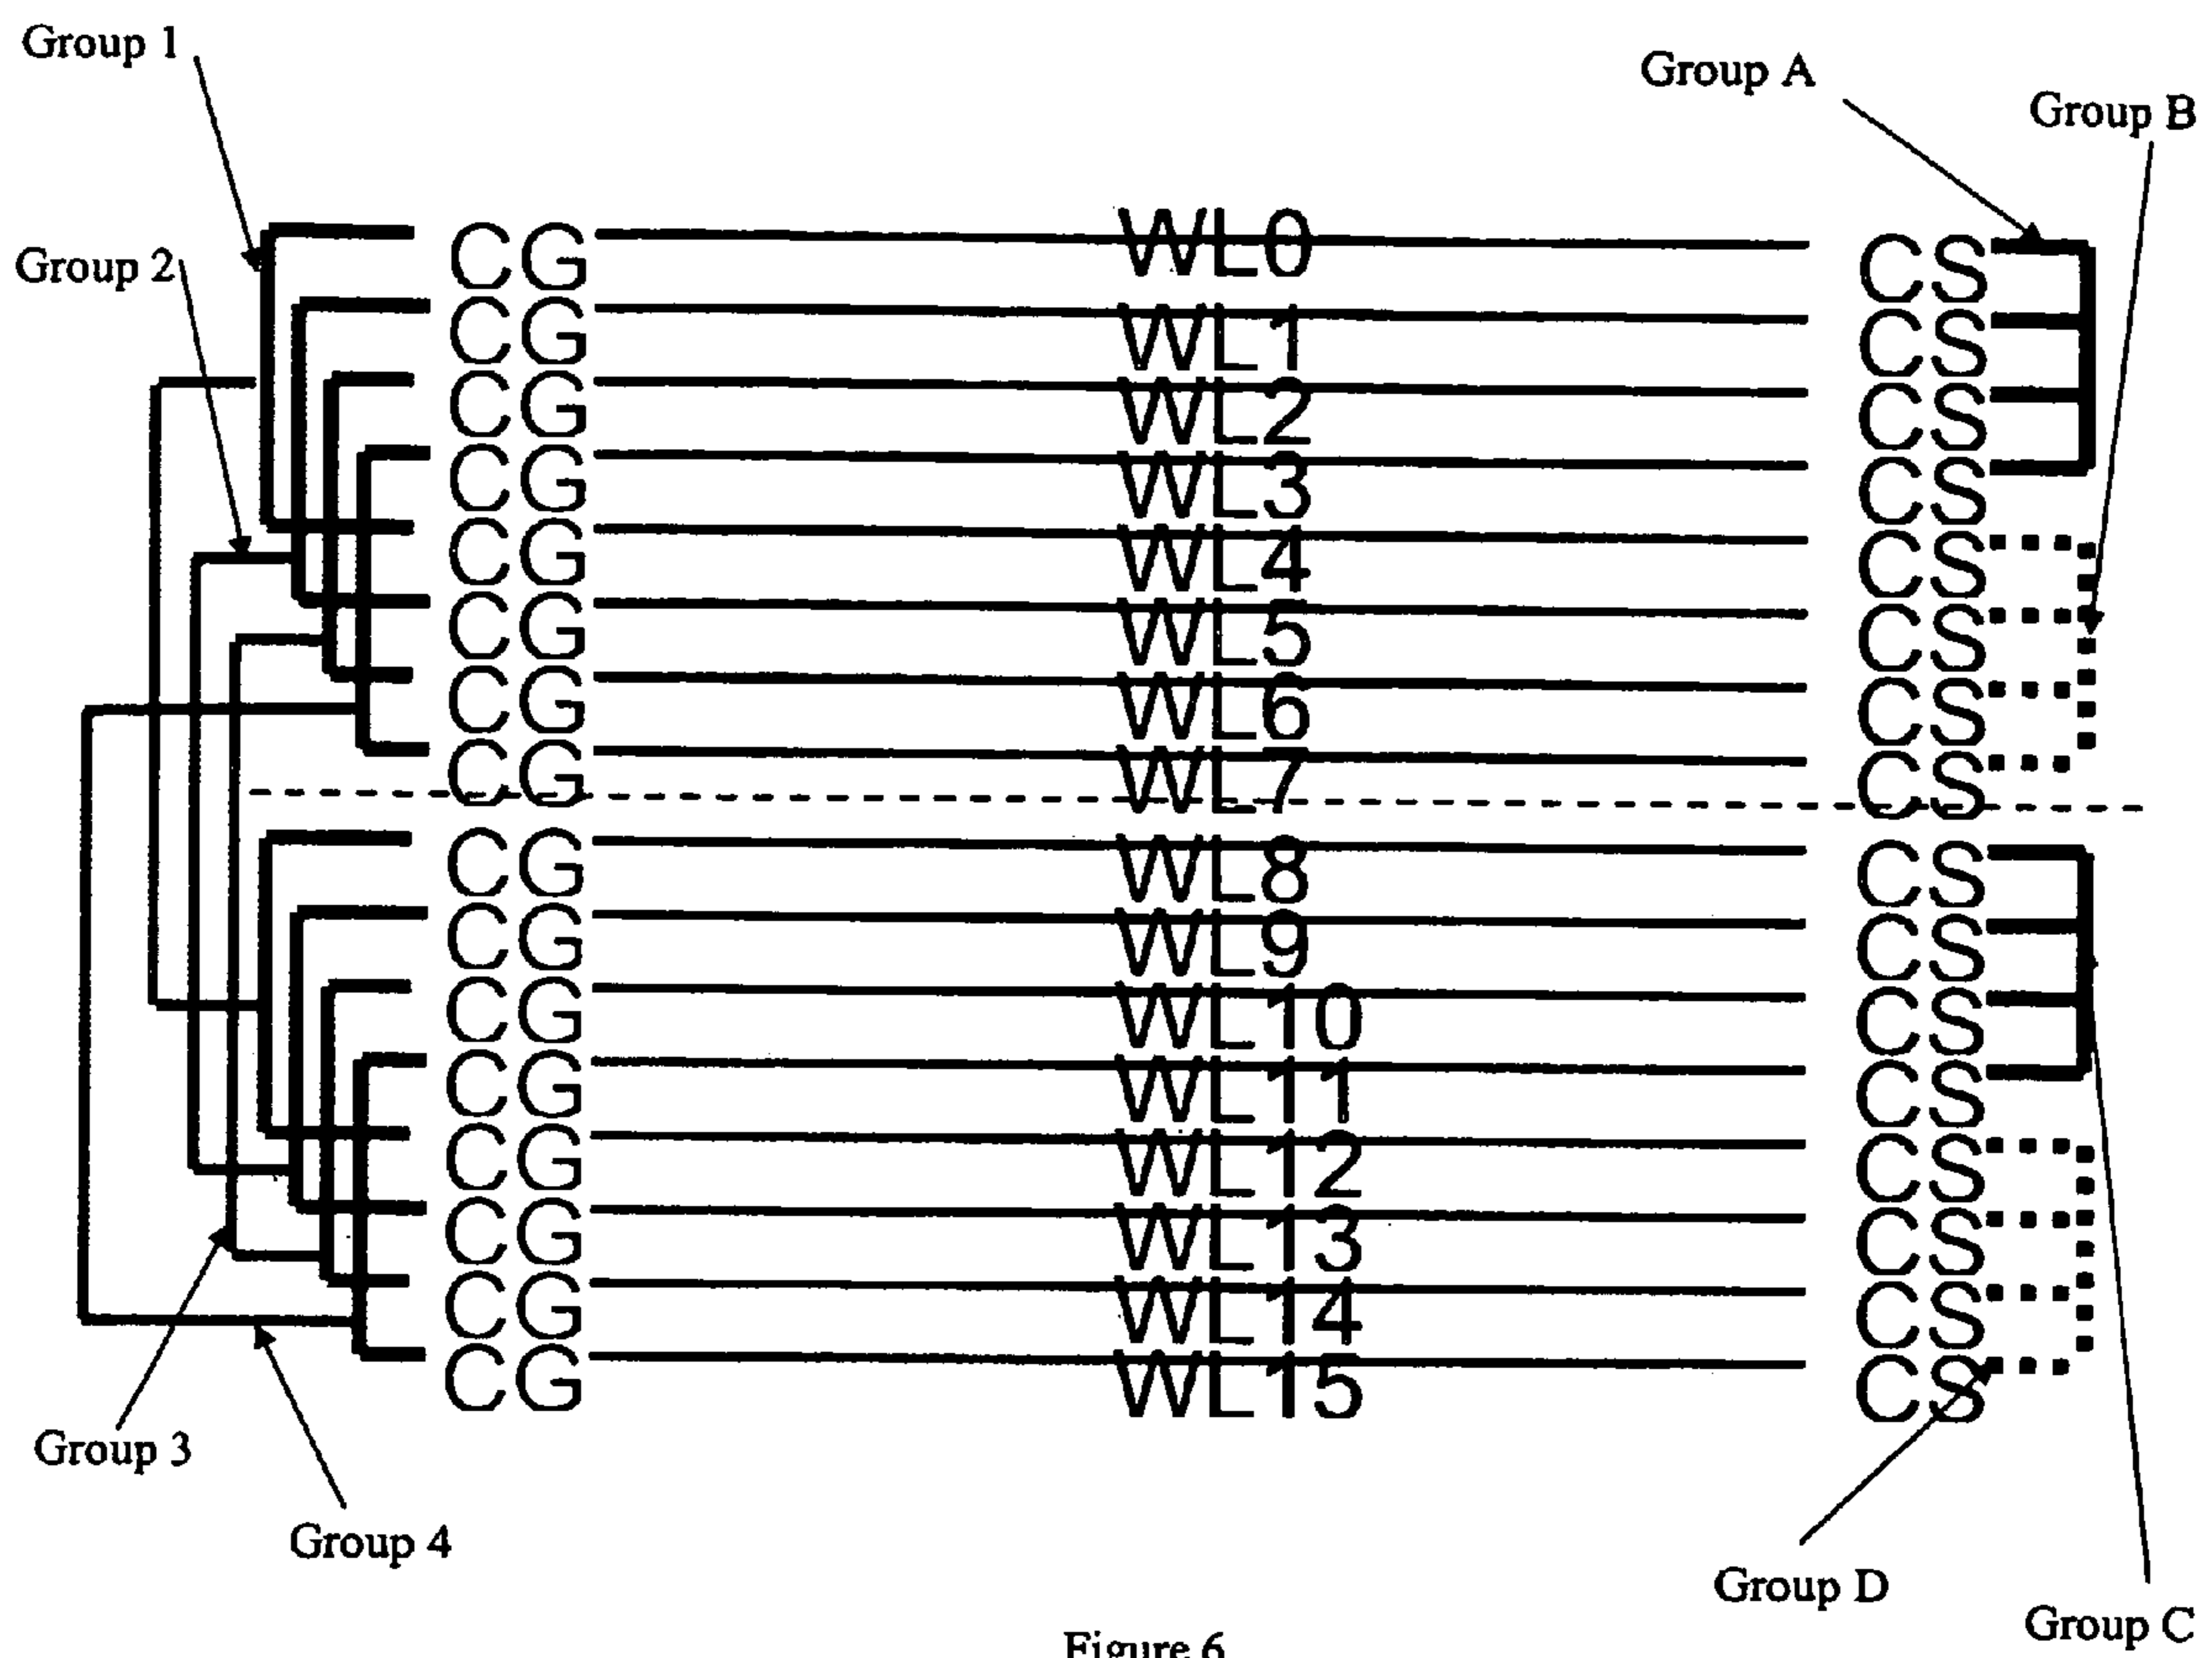 Group 1
Group A
Group B
Group 2
CG WL0 CS
CG WL1 CS
CG WL2 CS
CG WL3 CS
CG WL4 CS
CG WL5 CS
CG WL6 CS
CG WL7 CS
CG WL8 CS
CG WL9 CS
CG WL10 CS
CG WL11 CS
CG WL12 CS
CG WL13 CS
CG WL14 CS
CG WL15 CS
Group 3
Group 4
Group D
Group C
Figure 6